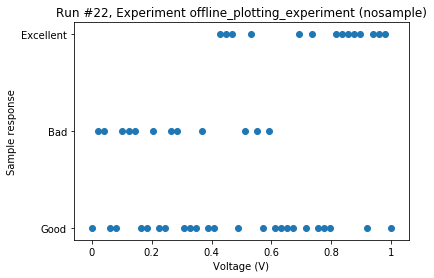 Run #22, Experiment offline_plotting_experiment (nosample)
Excellent
Bad
Good
Sample response
0 0.2 0.4 0.6 0.8 1
Voltage (V)